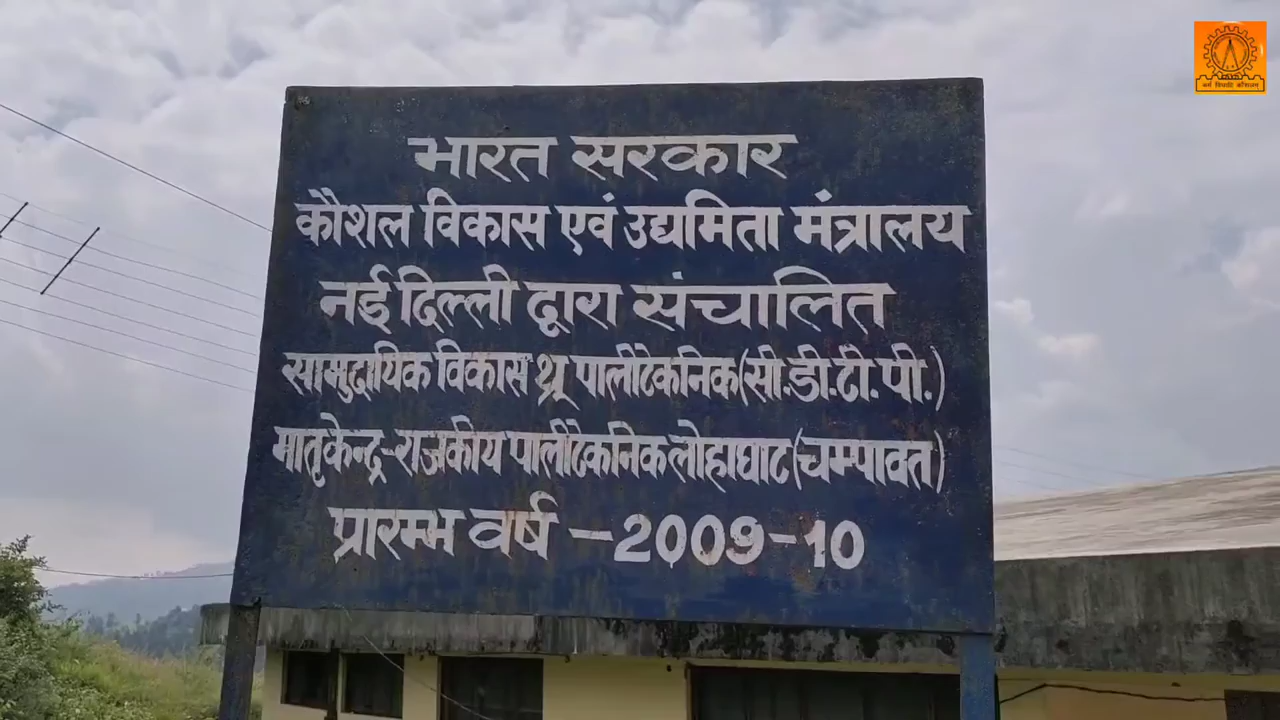 भारत सरकार
कौशल विकास एवं उद्यमिता मंत्रालय
नई दिल्ली द्वारा संचालित
सामुदायिक विकास थ्रू पालीटैकनिक(सी.डी.टी.पी.)
मातृकेन्द्र-राजकीय पालीटैकनिक लोहाघाट(चम्पावत)
प्रारम्भ वर्ष - 2009-10